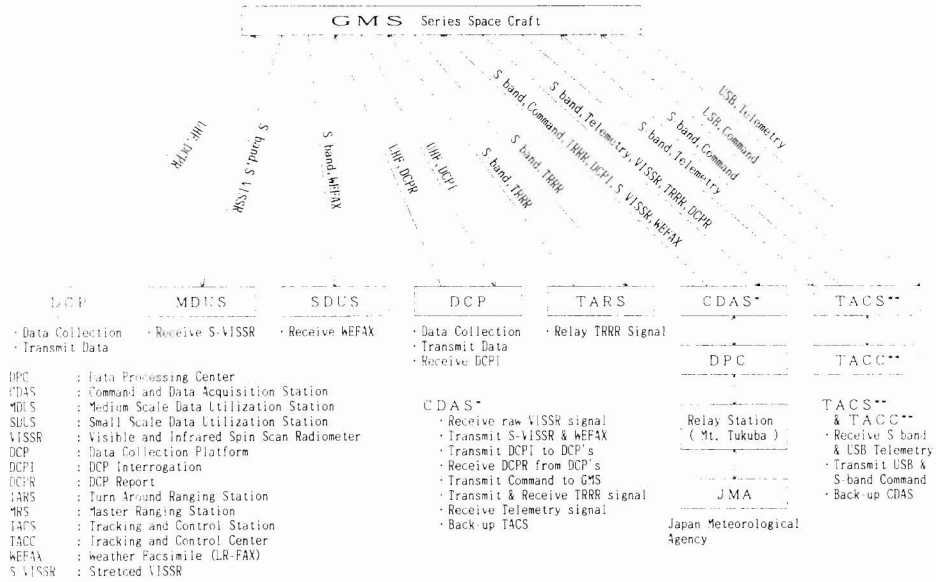 GMS Series Space Craft
UHF,DCPR
S band,S VISSR
S band,WEFAX
UHF,DCPR
UHF,DCPI
S band,TRRR
S band,TRRR
S band,Command,TRRR,DCPI,S VISSR,WEFAX
S band,Telemetry,VISSR,TRRR,DCPR
S band,Telemetry
S band,Command
USB,Command
USB,Telemetry
DCP
MDUS
SDUS
DCP
TARS
CDAS*
TACS**
· Data Collection
· Transmit Data
· Receive S-VISSR
· Receive WEFAX
· Data Collection
· Transmit Data
· Receive DCPI
· Relay TRRR Signal
DPC
TACC**
DPC : Data Processing Center
CDAS : Command and Data Acquisition Station
MDUS : Medium Scale Data Utilization Station
SDUS : Small Scale Data Utilization Station
VISSR : Visible and Infrared Spin Scan Radiometer
DCP : Data Collection Platform
DCPI : DCP Interrogation
DCPR : DCP Report
TARS : Turn Around Ranging Station
MRS : Master Ranging Station
TACS : Tracking and Control Station
TACC : Tracking and Control Center
WEFAX : Weather Facsimile (LR-FAX)
S VISSR : Stretced VISSR
CDAS*
· Receive raw VISSR signal
· Transmit S-VISSR & WEFAX
· Transmit DCPI to DCP's
· Receive DCPR from DCP's
· Transmit Command to GMS
· Transmit & Receive TRRR signal
· Receive Telemetry signal
· Back-up TACS
Relay Station
( Mt. Tukuba )
JMA
Japan Meteorological
Agency
TACS**
& TACC**
· Receive S band
& USB Telemetry
· Transmit USB &
S-band Command
· Back-up CDAS